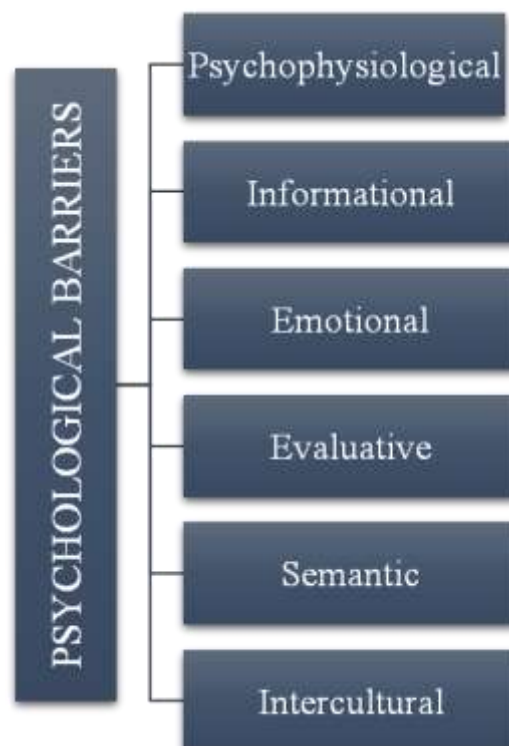 PSYCHOLOGICAL BARRIERS
Psychophysiological
Informational
Emotional
Evaluative
Semantic
Intercultural